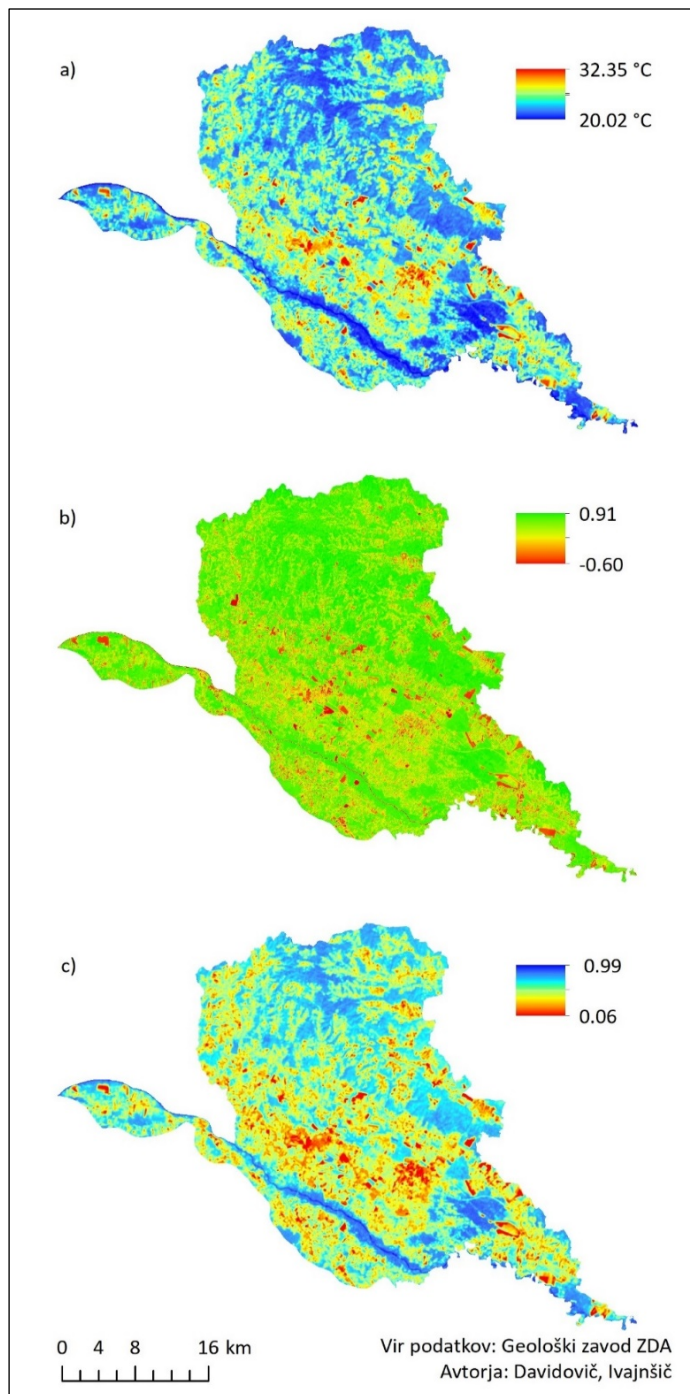 a)
32.35 °C
20.02 °C
b)
0.91
-0.60
c)
0.99
0.06
0 4 8 16 km
Vir podatkov: Geološki zavod ZDA
Avtorja: Davidovič, Ivajnšič